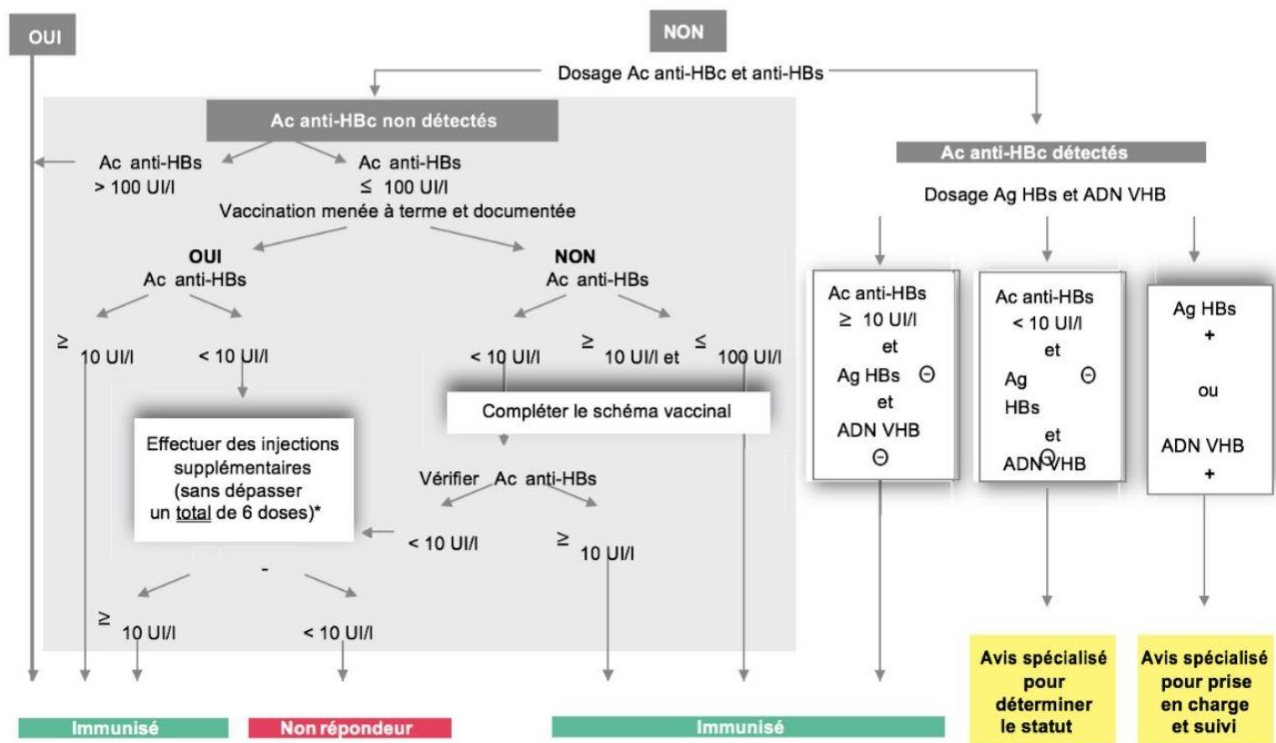 OUI
NON
Dosage Ac anti-HBc et anti-HBs
Ac anti-HBc non détectés
Ac anti-HBs
> 100 UI/l
Ac anti-HBs
≤ 100 UI/l
Vaccination menée à terme et documentée
OUI
Ac anti-HBs
NON
Ac anti-HBs
≥
10 UI/l
< 10 UI/l
< 10 UI/l
≥
10 UI/l et
≤
100 UI/l
Compléter le schéma vaccinal
Effectuer des injections
supplémentaires
(sans dépasser
un total de 6 doses)*
Vérifier Ac anti-HBs
< 10 UI/l
≥
10 UI/l
-
≥
10 UI/l
< 10 UI/l
Ac anti-HBc détectés
Dosage Ag HBs et ADN VHB
Ac anti-HBs
≥ 10 UI/l
et
Ag HBs ⊖
et
ADN VHB
⊖
Ac anti-HBs
< 10 UI/l
et
Ag ⊖
HBs
et
ADN VHB
⊖
Ag HBs
+
ou
ADN VHB
+
Immunisé
Non répondeur
Immunisé
Avis spécialisé
pour
déterminer
le statut
Avis spécialisé
pour prise
en charge
et suivi